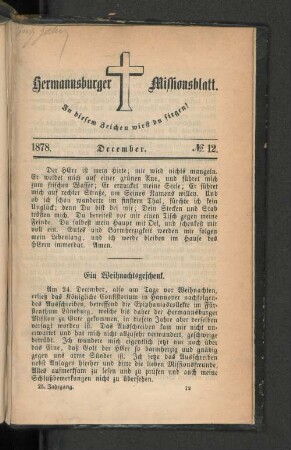 Hermannsburger Missionsblatt.
In diesem Zeichen wirst du siegen!
1878. December. № 12.
Der HErr ist mein Hirte; mir wird nichts mangeln.
Er weidet mich auf einer grünen Aue, und führet mich
zum frischen Wasser; Er erquicket meine Seele; Er führet
mich auf rechter Straße, um Seines Namens willen. Und
ob ich schon wanderte im finstern Thal, fürchte ich kein
Unglück; denn Du bist bei mir; Dein Stecken und Stab
trösten mich. Du bereitest vor mir einen Tisch gegen meine
Feinde. Du salbest mein Haupt mit Oel, und schenkest mir
voll ein. Gutes und Barmherzigkeit werden mir folgen
mein Lebenlang, und ich werde bleiben im Hause des
HErrn immerdar. Amen.
Ein Weihnachtsgeschenk.
Am 24. December, also am Tage vor Weihnachten,
erließ das Königliche Consistorium in Hannover nachfolgen-
des Ausschreiben, betreffend die Epiphaniascollekte im
Fürstenthum Lüneburg, welche bei daher der Hermannsburger
Mission zu Gute gekommen, in diesem Jahre aber derselben
versagt worden ist. Das Ausschreiben kam mir nicht un-
erwartet und hat mich nicht verwundert, geschweige verzagt
gemacht. Ich wundere mich eigentlich jetzt nur noch über
das Eine, daß Gott der HErr so barmherzig und gnädig
gegen uns arme Sünder ist. Ich setze das Ausschreiben
nebst Anlagen hierher und bitte die lieben Missionsfreunde,
Alles aufmerksam zu lesen und zu prüfen und auch meine
Schlußbemerkungen nicht zu übersehen.
25. Jahrgang. 12